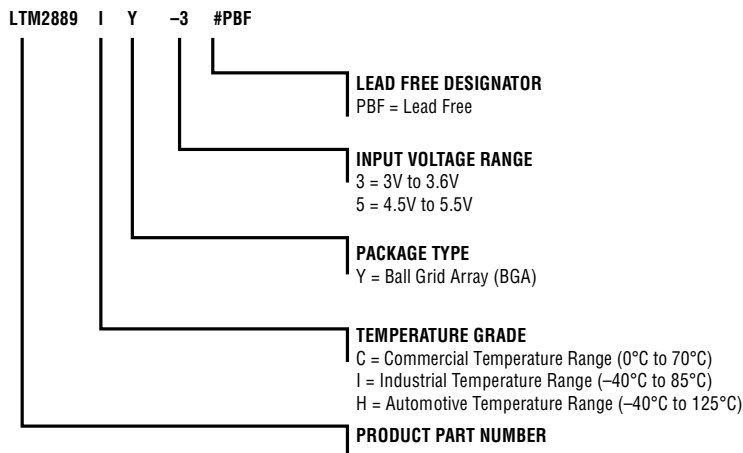 LTM2889 I Y –3 #PBF
LEAD FREE DESIGNATOR
PBF = Lead Free
INPUT VOLTAGE RANGE
3 = 3V to 3.6V
5 = 4.5V to 5.5V
PACKAGE TYPE
Y = Ball Grid Array (BGA)
TEMPERATURE GRADE
C = Commercial Temperature Range (0°C to 70°C)
I = Industrial Temperature Range (–40°C to 85°C)
H = Automotive Temperature Range (–40°C to 125°C)
PRODUCT PART NUMBER